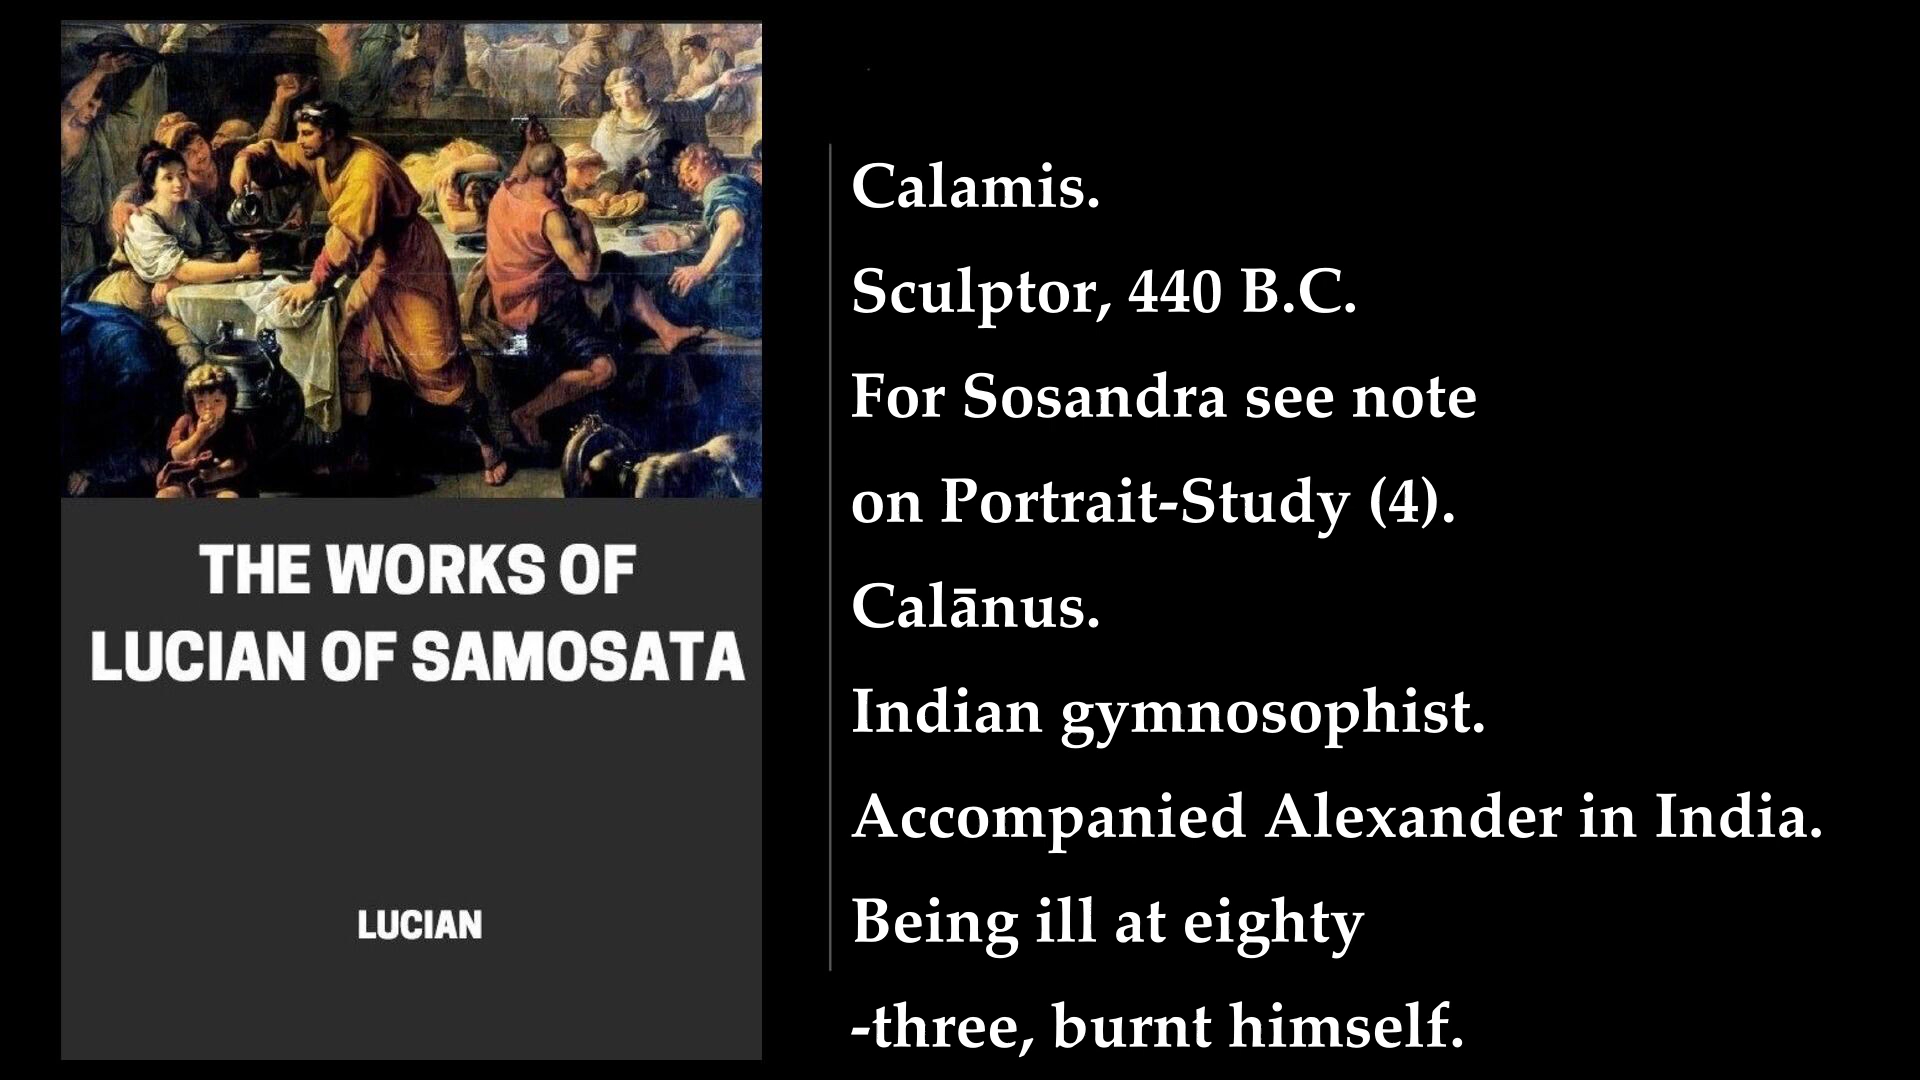 THE WORKS OF
LUCIAN OF SAMOSATA
LUCIAN
Calamis.
Sculptor, 440 B.C.
For Sosandra see note
on Portrait-Study (4).
Calānus.
Indian gymnosophist.
Accompanied Alexander in India.
Being ill at eighty
-three, burnt himself.